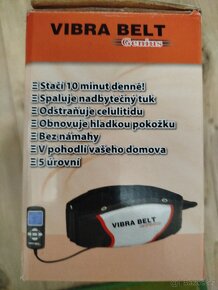 VIBRA BELT
Genius
Stačí 10 minut denně!
Spaluje nadbytečný tuk
Odstraňuje celulitidu
Obnovuje hladkou pokožku
Bez námahy
V pohodlí vašeho domova
5 úrovní
VIBRA BELT